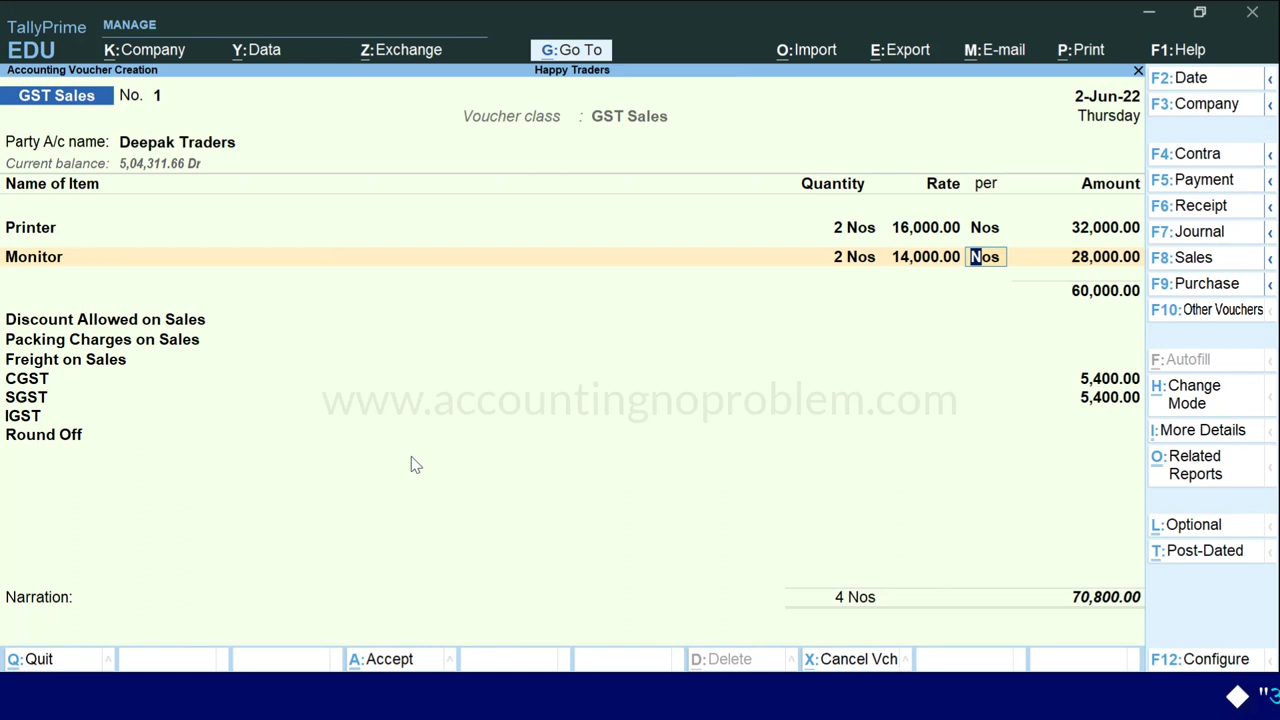 TallyPrime MANAGE
EDU K:Company Y:Data Z:Exchange G:Go To O:Import E:Export M:E-mail P:Print F1:Help
Accounting Voucher Creation Happy Traders
GST Sales No. 1 2-Jun-22
Voucher class : GST Sales Thursday
Party A/c name: Deepak Traders
Current balance: 5,04,311.66 Dr
Name of Item Quantity Rate per Amount
Printer 2 Nos 16,000.00 Nos 32,000.00
Monitor 2 Nos 14,000.00 Nos 28,000.00
60,000.00
Discount Allowed on Sales
Packing Charges on Sales
Freight on Sales
CGST 5,400.00
SGST 5,400.00
IGST
Round Off
www.accountingnoproblem.com
Narration: 4 Nos 70,800.00
F2:Date
F3:Company
F4:Contra
F5:Payment
F6:Receipt
F7:Journal
F8:Sales
F9:Purchase
F10:Other Vouchers
F:Autofill
H:Change
Mode
I:More Details
O:Related
Reports
L:Optional
T:Post-Dated
Q:Quit A:Accept D:Delete X:Cancel Vch F12:Configure